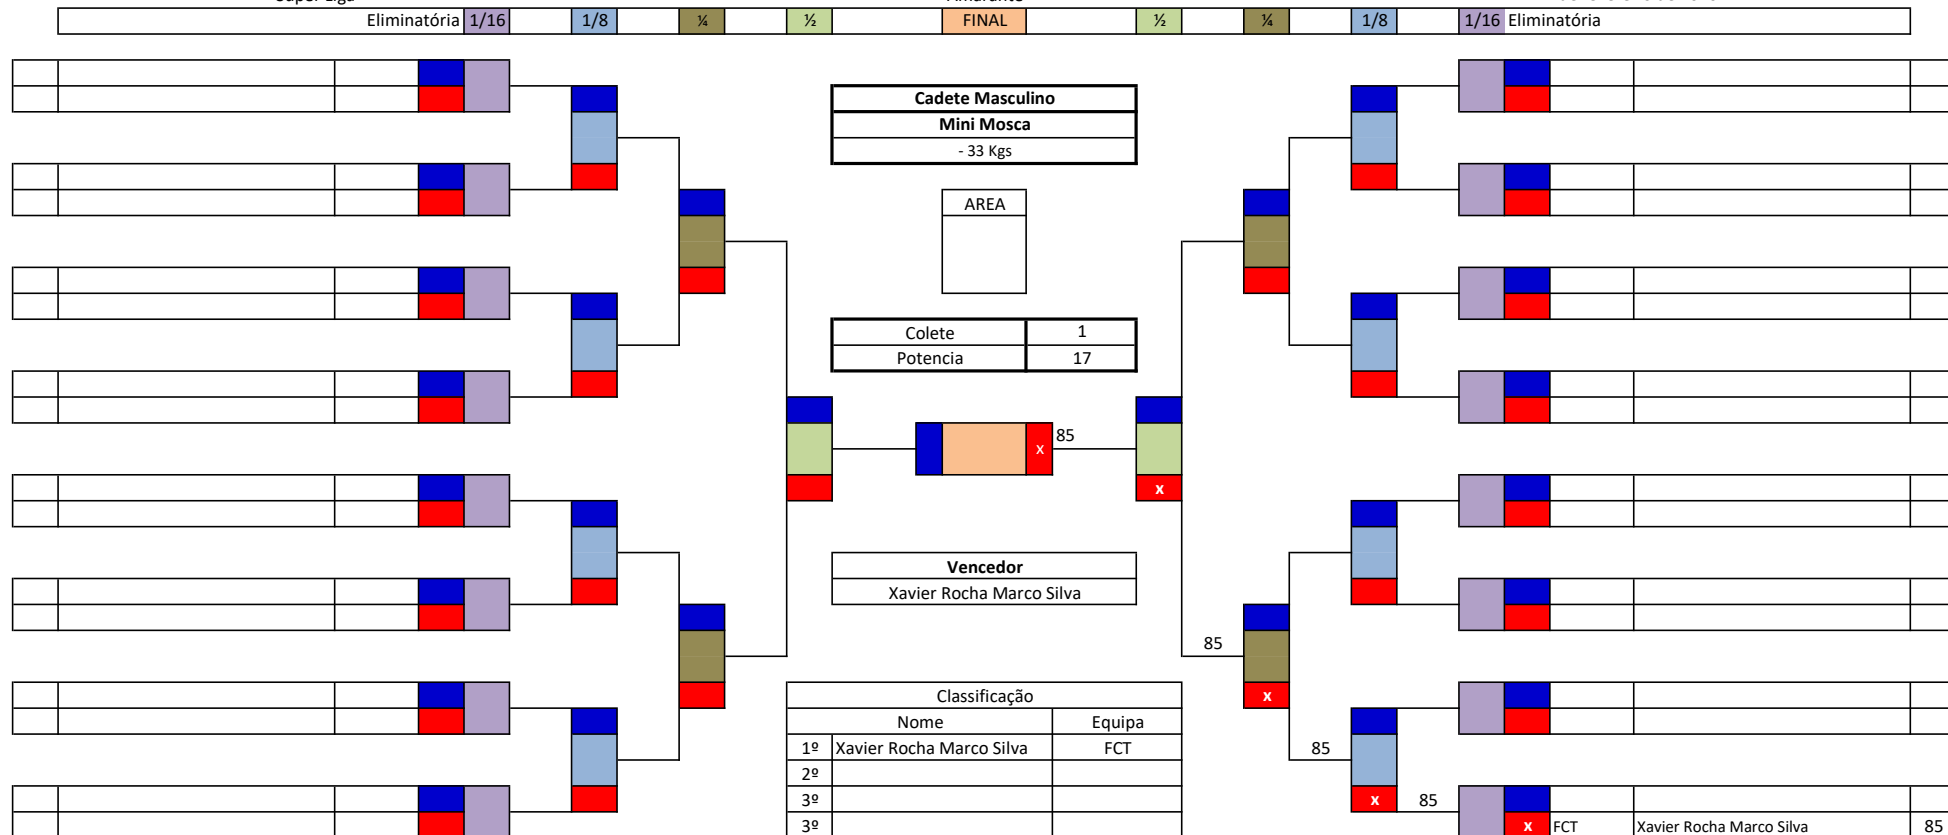 Super Liga
Amarante
Eliminatória 1/16 1/8 ¼ ½ FINAL ½ ¼ 1/8 1/16 Eliminatória
Cadete Masculino
Mini Mosca
- 33 Kgs
AREA
Colete 1
Potencia 17
x 85
x
Vencedor
Xavier Rocha Marco Silva
85
x
Classificação
Nome Equipa
1º Xavier Rocha Marco Silva FCT
85
2º
3º
x 85
3º
x FCT Xavier Rocha Marco Silva 85